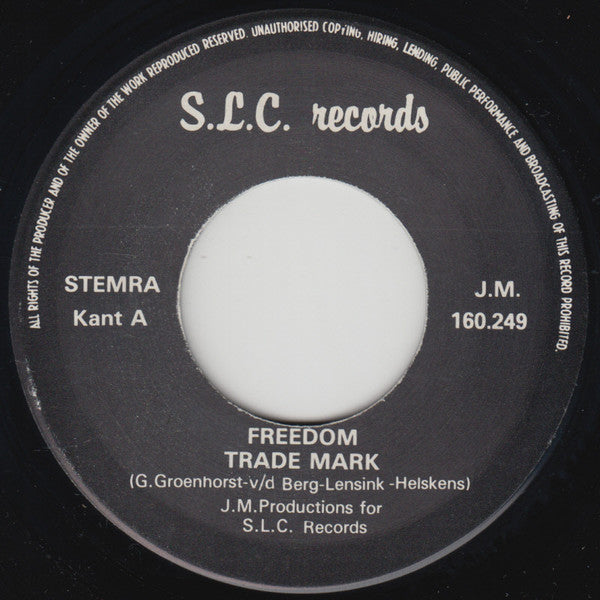 ALL RIGHTS OF THE PRODUCER AND OF THE OWNER OF THE WORK REPRODUCED RESERVED. UNAUTHORISED COPYING, HIRING, LENDING, PUBLIC PERFORMANCE AND BROADCASTING OF THIS RECORD PROHIBITED.
S.L.C. records
STEMRA
Kant A
J.M.
160.249
FREEDOM
TRADE MARK
(G.Groenhorst-v/d Berg-Lensink-Helskens)
J.M.Productions for
S.L.C. Records